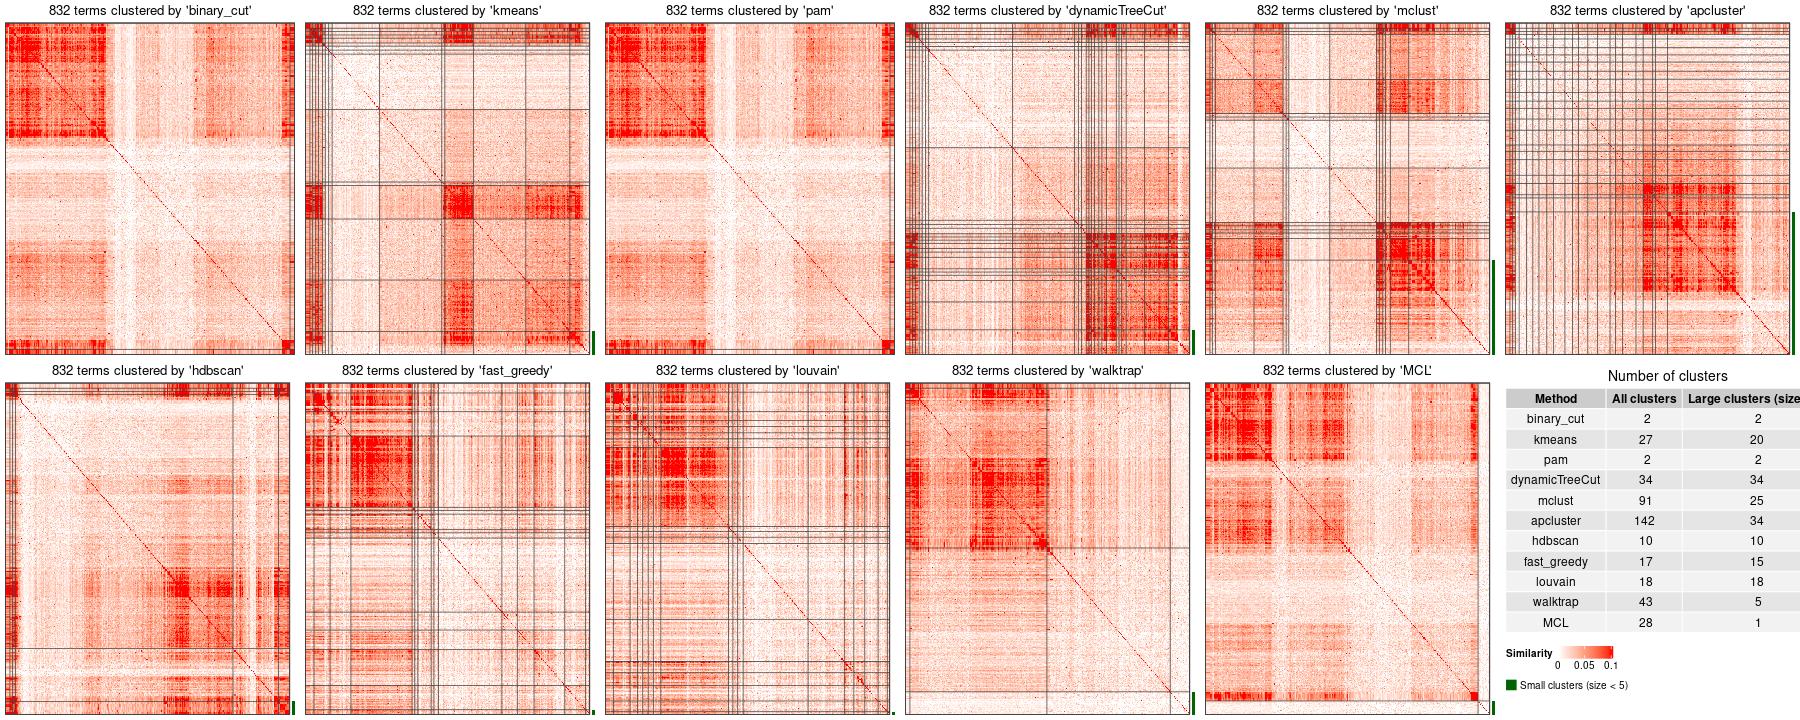 832 terms clustered by 'binary_cut'
832 terms clustered by 'kmeans'
832 terms clustered by 'pam'
832 terms clustered by 'dynamicTreeCut'
832 terms clustered by 'mclust'
832 terms clustered by 'apcluster'
832 terms clustered by 'hdbscan'
832 terms clustered by 'fast_greedy'
832 terms clustered by 'louvain'
832 terms clustered by 'walktrap'
832 terms clustered by 'MCL'
Number of clusters
Method All clusters Large clusters (size
binary_cut 2 2
kmeans 27 20
pam 2 2
dynamicTreeCut 34 34
mclust 91 25
apcluster 142 34
hdbscan 10 10
fast_greedy 17 15
louvain 18 18
walktrap 43 5
MCL 28 1
Similarity
0 0.05 0.1
Small clusters (size < 5)